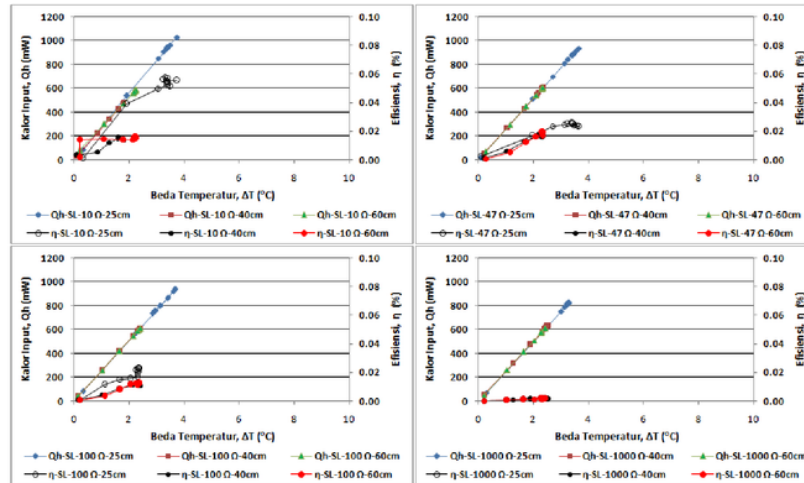 1200
1000
800
600
400
200
0
Kalor Input, Qh (mW)
0.10
0.08
0.06
0.04
0.02
0.00
Efisiensi, η (%)
0 2 4 6 8 10
Beda Temperatur, ΔT (°C)
Qh-SL-10 Ω-25cm Qh-SL-10 Ω-40cm Qh-SL-10 Ω-60cm
η-SL-10 Ω-25cm η-SL-10 Ω-40cm η-SL-10 Ω-60cm
1200
1000
800
600
400
200
0
Kalor Input, Qh (mW)
0.10
0.08
0.06
0.04
0.02
0.00
Efisiensi, η (%)
0 2 4 6 8 10
Beda Temperatur, ΔT (°C)
Qh-SL-47 Ω-25cm Qh-SL-47 Ω-40cm Qh-SL-47 Ω-60cm
η-SL-47 Ω-25cm η-SL-47 Ω-40cm η-SL-47 Ω-60cm
1200
1000
800
600
400
200
0
Kalor Input, Qh (mW)
0.10
0.08
0.06
0.04
0.02
0.00
Efisiensi, η (%)
0 2 4 6 8 10
Beda Temperatur, ΔT (°C)
Qh-SL-100 Ω-25cm Qh-SL-100 Ω-40cm Qh-SL-100 Ω-60cm
η-SL-100 Ω-25cm η-SL-100 Ω-40cm η-SL-100 Ω-60cm
1200
1000
800
600
400
200
0
Kalor Input, Qh (mW)
0.10
0.08
0.06
0.04
0.02
0.00
Efisiensi, η (%)
0 2 4 6 8 10
Beda Temperatur, ΔT (°C)
Qh-SL-1000 Ω-25cm Qh-SL-1000 Ω-40cm Qh-SL-1000 Ω-60cm
η-SL-1000 Ω-25cm η-SL-1000 Ω-40cm η-SL-1000 Ω-60cm